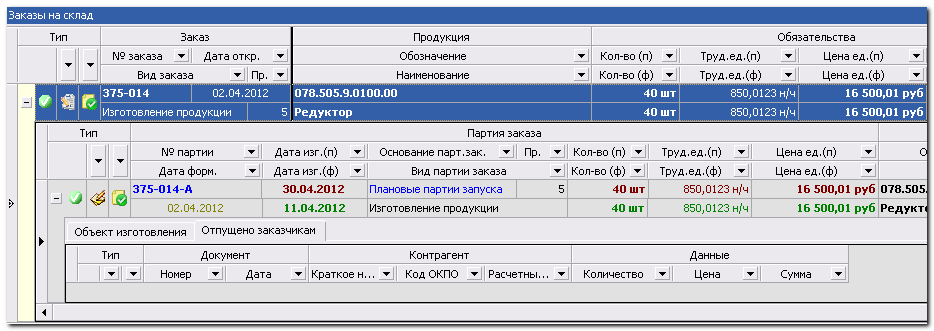 Заказы на склад
Тип Заказ Продукция Обязательства
№ заказа Дата откр. Обозначение Кол-во (п) Труд.ед.(п) Цена ед.(п)
Вид заказа Пр. Наименование Кол-во (ф) Труд.ед.(ф) Цена ед.(ф)
375-014 02.04.2012 078.505.9.0100.00 40 шт 850,0123 н/ч 16 500,01 руб
Изготовление продукции 5 Редуктор 40 шт 850,0123 н/ч 16 500,01 руб
Тип Партия заказа
№ партии Дата изг.(п) Основание парт.зак. Пр. Кол-во (п) Труд.ед.(п) Цена ед.(п)
Дата форм. Дата изг.(ф) Вид партии заказа Кол-во (ф) Труд.ед.(ф) Цена ед.(ф)
375-014-А 30.04.2012 Плановые партии запуска 5 40 шт 850,0123 н/ч 16 500,01 руб 078.505.
02.04.2012 11.04.2012 Изготовление продукции 40 шт 850,0123 н/ч 16 500,01 руб Редукто
Объект изготовления Отпущено заказчикам
Тип Документ Контрагент Данные
Номер Дата Краткое н... Код ОКПО Расчетны... Количество Цена Сумма